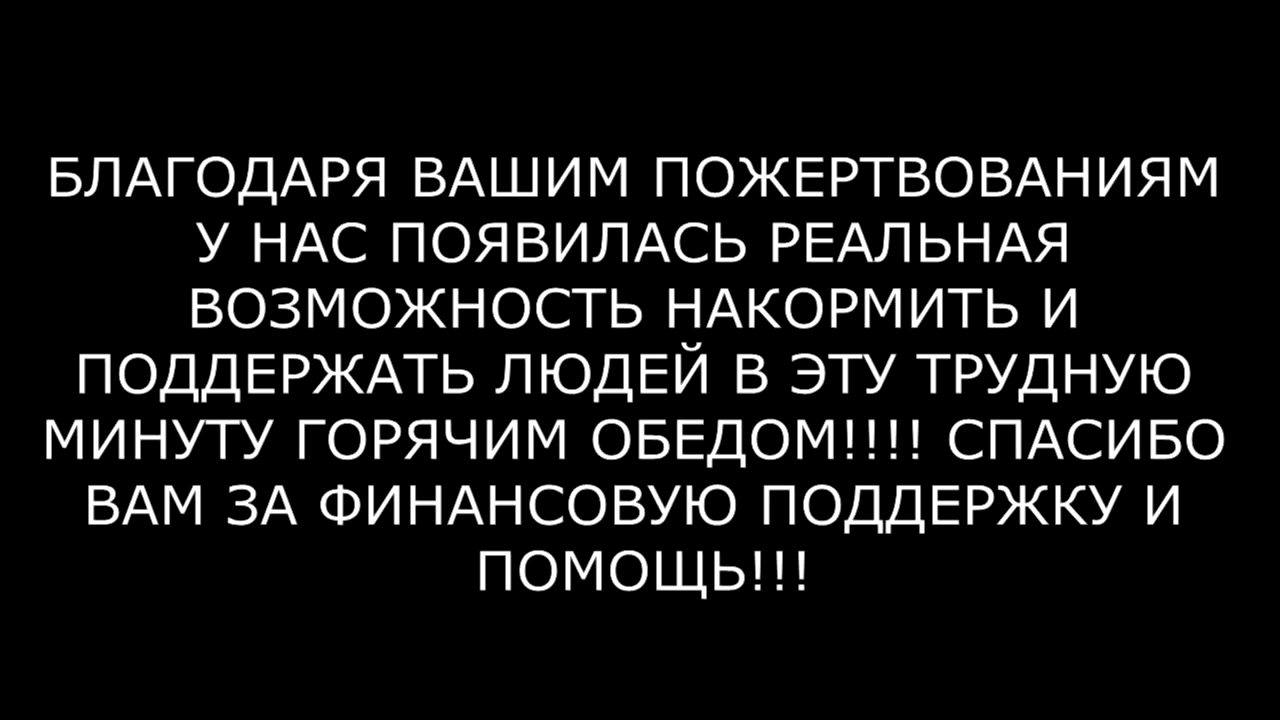 БЛАГОДАРЯ ВАШИМ ПОЖЕРТВОВАНИЯМ
У НАС ПОЯВИЛАСЬ РЕАЛЬНАЯ
ВОЗМОЖНОСТЬ НАКОРМИТЬ И
ПОДДЕРЖАТЬ ЛЮДЕЙ В ЭТУ ТРУДНУЮ
МИНУТУ ГОРЯЧИМ ОБЕДОМ!!!! СПАСИБО
ВАМ ЗА ФИНАНСОВУЮ ПОДДЕРЖКУ И
ПОМОЩЬ!!!